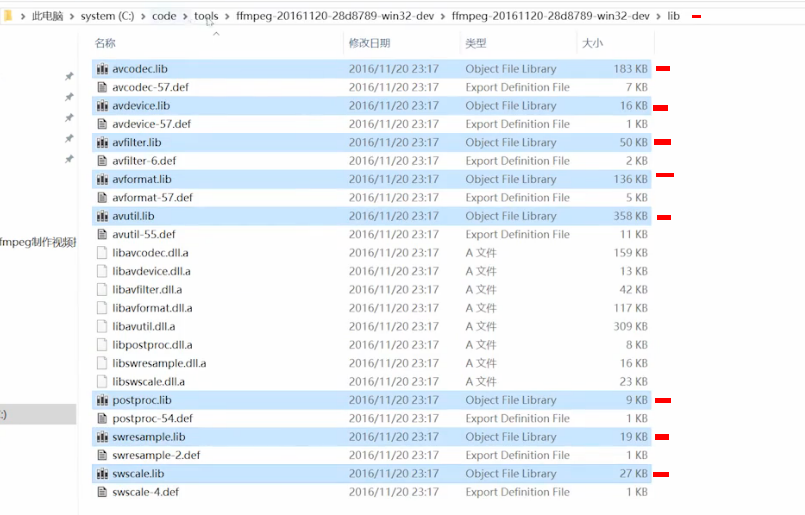 此电脑 > system (C:) > code > tools > ffmpeg-20161120-28d8789-win32-dev > ffmpeg-20161120-28d8789-win32-dev > lib
名称 修改日期 类型 大小
avcodec.lib 2016/11/20 23:17 Object File Library 183 KB
avcodec-57.def 2016/11/20 23:17 Export Definition File 7 KB
avdevice.lib 2016/11/20 23:17 Object File Library 16 KB
avdevice-57.def 2016/11/20 23:17 Export Definition File 1 KB
avfilter.lib 2016/11/20 23:17 Object File Library 50 KB
avfilter-6.def 2016/11/20 23:17 Export Definition File 2 KB
avformat.lib 2016/11/20 23:17 Object File Library 136 KB
avformat-57.def 2016/11/20 23:17 Export Definition File 5 KB
avutil.lib 2016/11/20 23:17 Object File Library 358 KB
fmpeg制作视频 avutil-55.def 2016/11/20 23:17 Export Definition File 11 KB
libavcodec.dll.a 2016/11/20 23:17 A 文件 159 KB
libavdevice.dll.a 2016/11/20 23:17 A 文件 13 KB
libavfilter.dll.a 2016/11/20 23:17 A 文件 42 KB
libavformat.dll.a 2016/11/20 23:17 A 文件 117 KB
libavutil.dll.a 2016/11/20 23:17 A 文件 309 KB
libpostproc.dll.a 2016/11/20 23:17 A 文件 8 KB
libswresample.dll.a 2016/11/20 23:17 A 文件 16 KB
libswscale.dll.a 2016/11/20 23:17 A 文件 23 KB
postproc.lib 2016/11/20 23:17 Object File Library 9 KB
:) postproc-54.def 2016/11/20 23:17 Export Definition File 1 KB
swresample.lib 2016/11/20 23:17 Object File Library 19 KB
swresample-2.def 2016/11/20 23:17 Export Definition File 1 KB
swscale.lib 2016/11/20 23:17 Object File Library 27 KB
swscale-4.def 2016/11/20 23:17 Export Definition File 1 KB